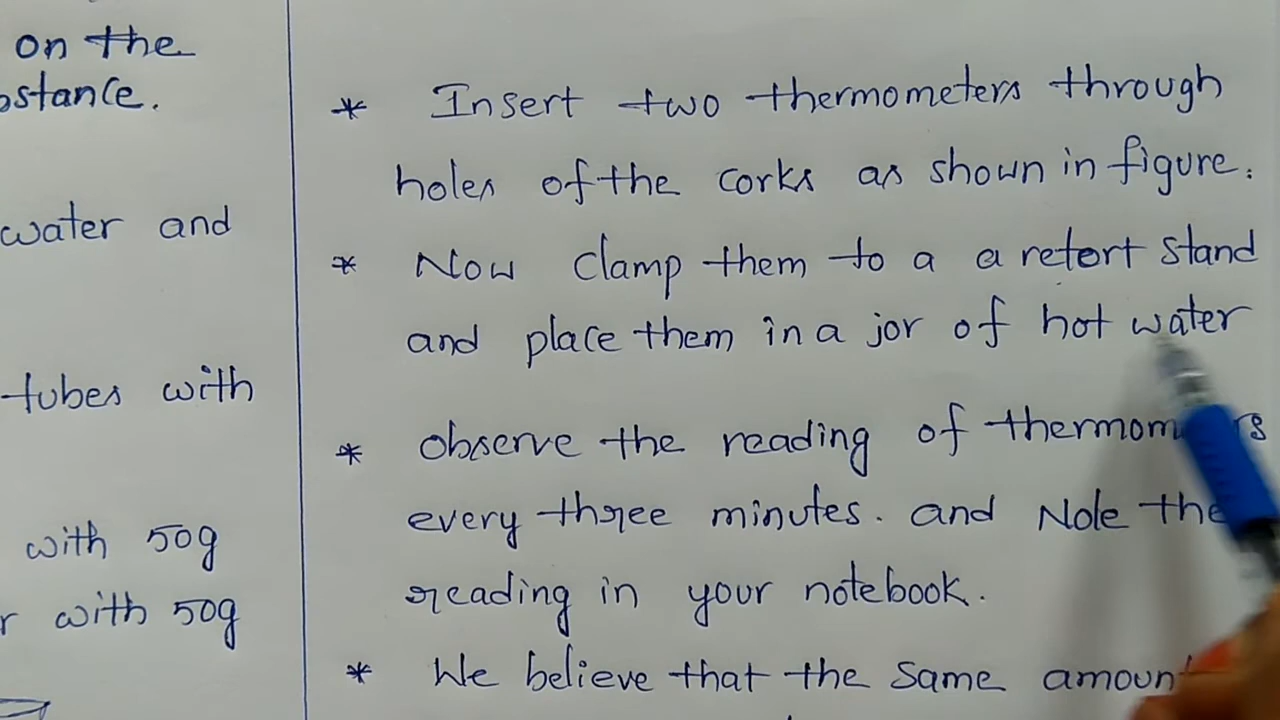 on the
stance.
water and
tubes with
with 50g
r with 50g
* Insert two thermometers through
holes of the corks as shown in figure.
* Now clamp them to a a retort stand
and place them in a jor of hot water
* observe the reading of thermom rs
every three minutes. and Note the
reading in your notebook.
* We believe that the same amount